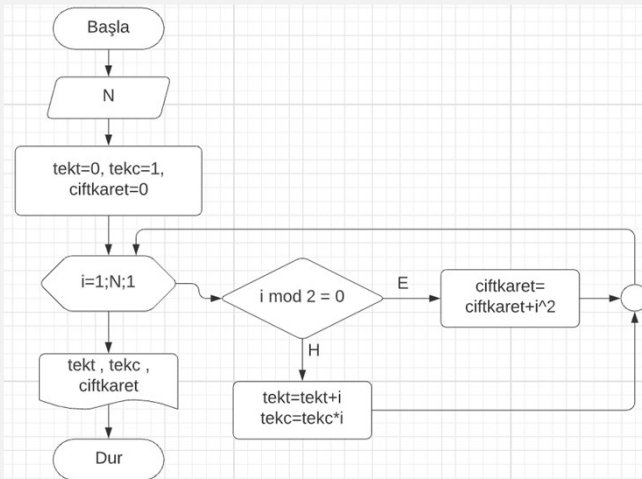 Başla
N
tekt=0, tekc=1,
ciftkaret=0
i=1;N;1
i mod 2 = 0
E
ciftkaret=
ciftkaret+i^2
H
tekt=tekt+i
tekc=tekc*i
tekt , tekc ,
ciftkaret
Dur